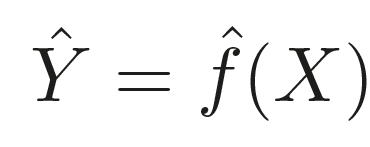 Ŷ = f̂(X)